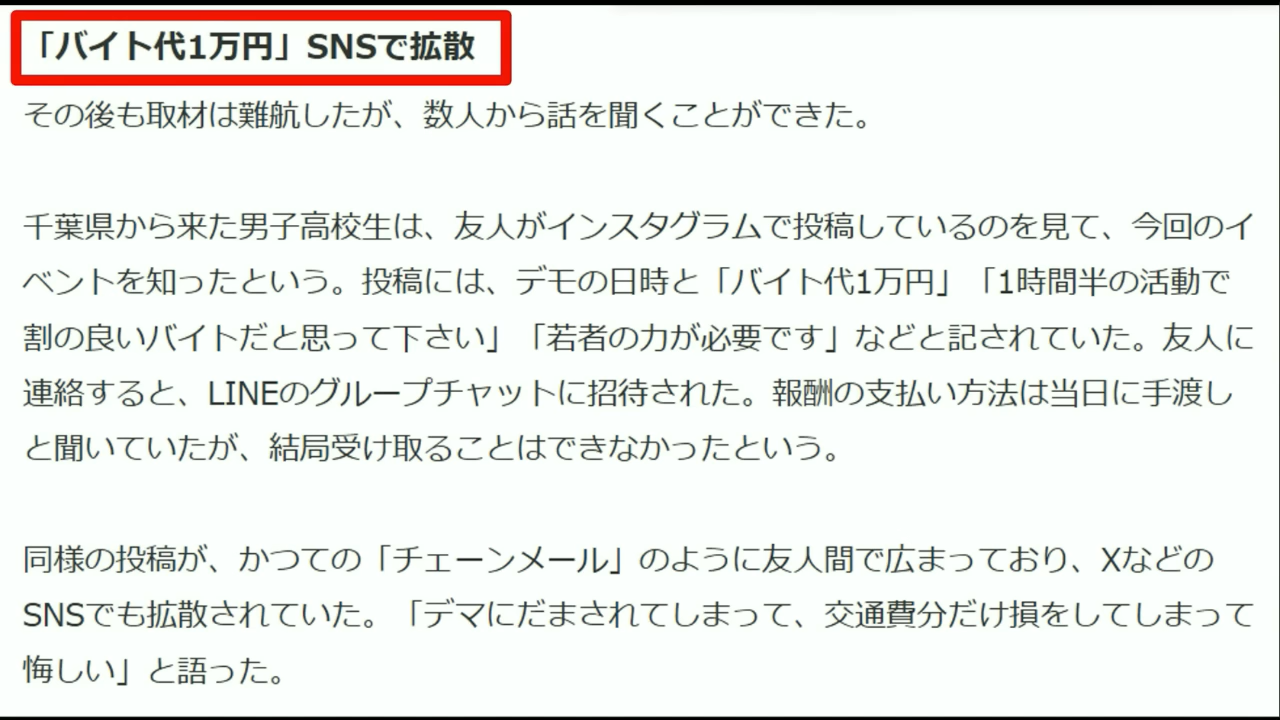 「バイト代1万円」SNSで拡散
その後も取材は難航したが、数人から話を聞くことができた。
千葉県から来た男子高校生は、友人がインスタグラムで投稿しているのを見て、今回のイ
ベントを知ったという。投稿には、デモの日時と「バイト代1万円」「1時間半の活動で
割の良いバイトだと思って下さい」「若者の力が必要です」などと記されていた。友人に
連絡すると、LINEのグループチャットに招待された。報酬の支払い方法は当日に手渡し
と聞いていたが、結局受け取ることはできなかったという。
同様の投稿が、かつての「チェーンメール」のように友人間で広まっており、Xなどの
SNSでも拡散されていた。「デマにだまされてしまって、交通費分だけ損をしてしまって
悔しい」と語った。